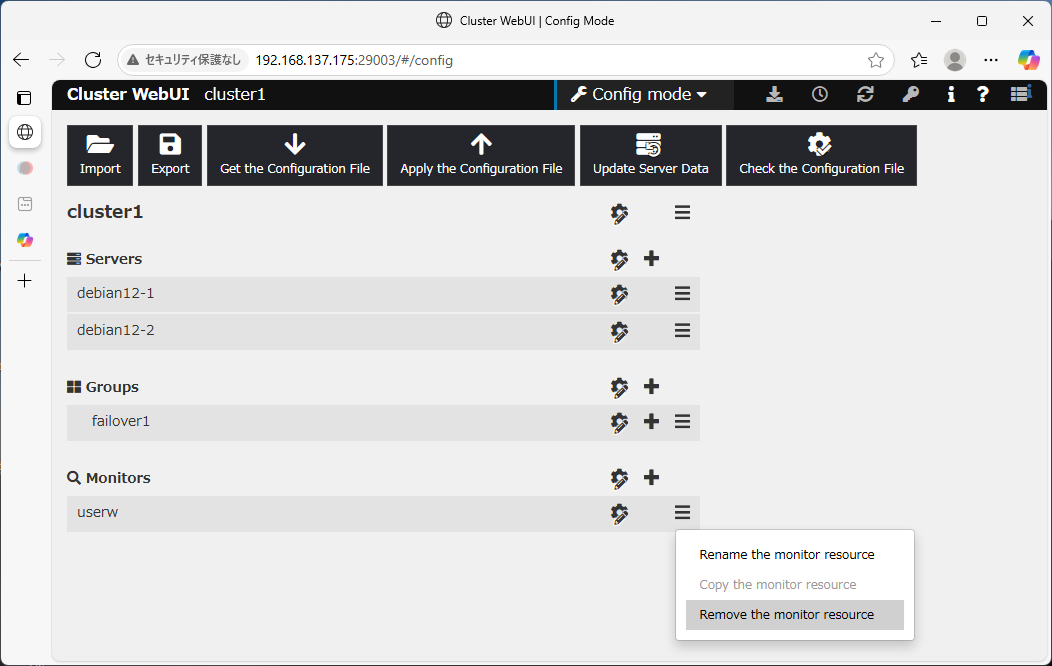 Cluster WebUI | Config Mode
セキュリティ保護なし 192.168.137.175:29003/#/config
Cluster WebUI cluster1 Config mode
Import Export Get the Configuration File Apply the Configuration File Update Server Data Check the Configuration File
cluster1
Servers
debian12-1
debian12-2
Groups
failover1
Monitors
userw
Rename the monitor resource
Copy the monitor resource
Remove the monitor resource